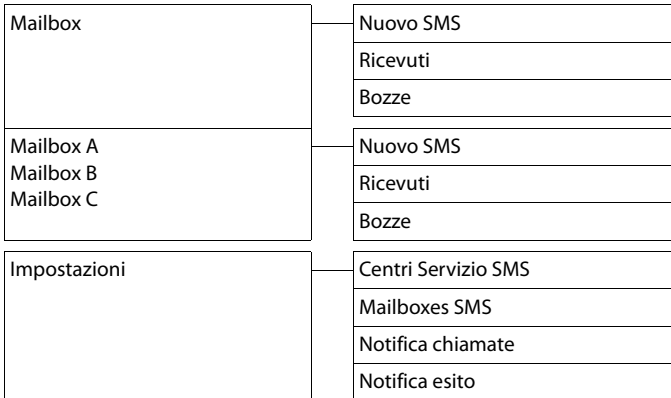 Mailbox
Nuovo SMS
Ricevuti
Bozze
Mailbox A
Mailbox B
Mailbox C
Nuovo SMS
Ricevuti
Bozze
Impostazioni
Centri Servizio SMS
Mailboxes SMS
Notifica chiamate
Notifica esito